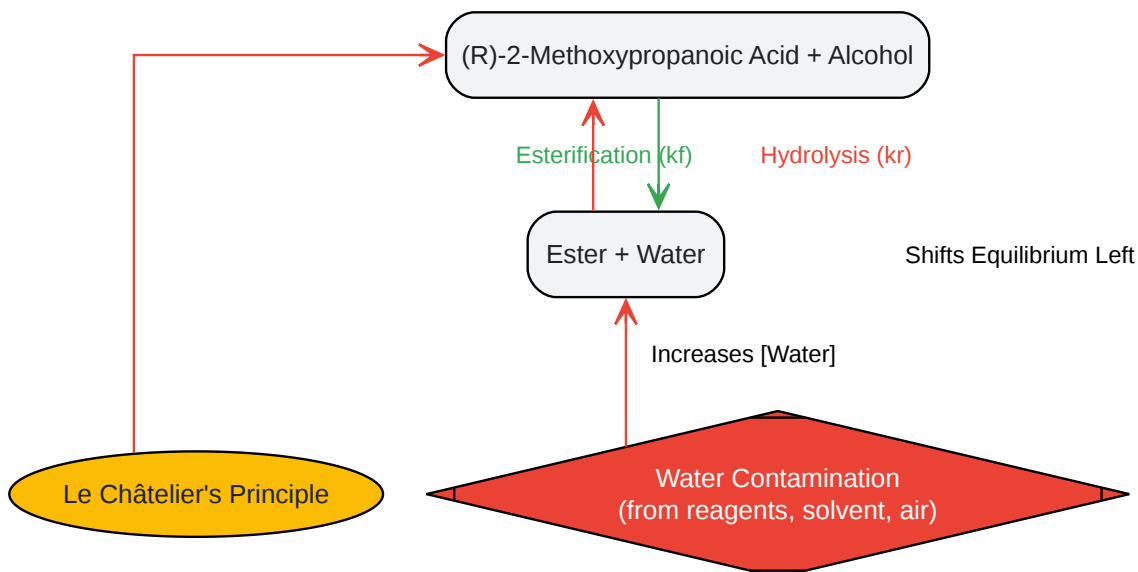 (R)-2-Methoxypropanoic Acid + Alcohol
Esterification (kf)
Hydrolysis (kr)
Ester + Water
Shifts Equilibrium Left
Increases [Water]
Le Châtelier's Principle
Water Contamination
(from reagents, solvent, air)